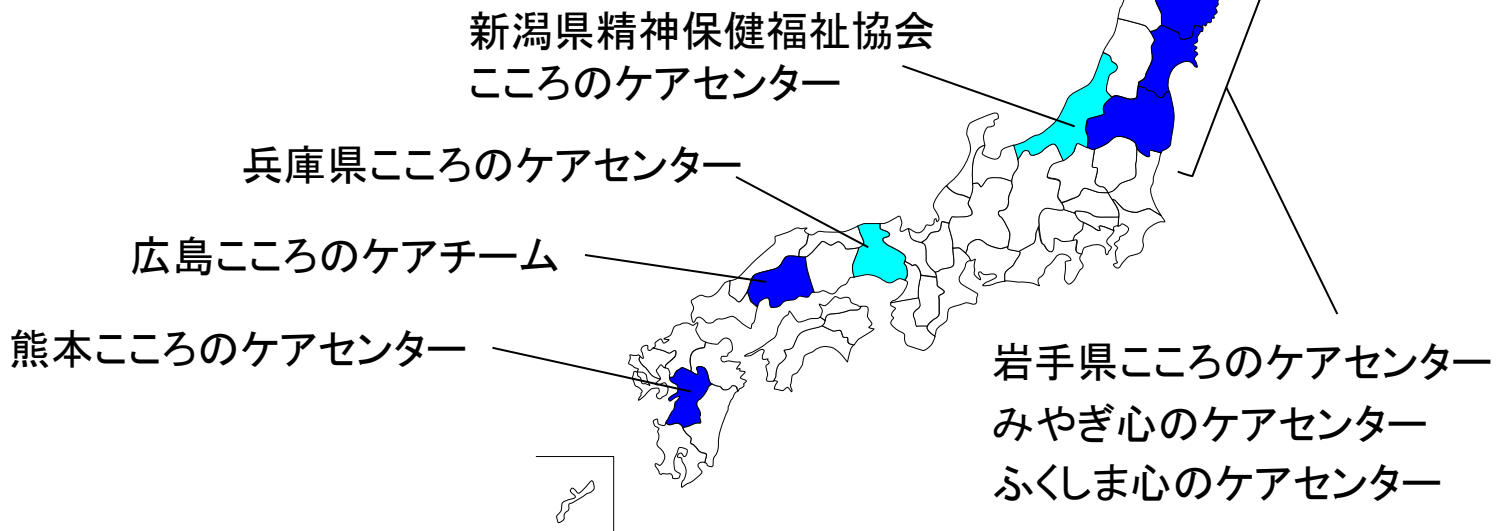 新潟県精神保健福祉協会
こころのケアセンター
兵庫県こころのケアセンター
広島こころのケアチーム
熊本こころのケアセンター
岩手県こころのケアセンター
みやぎ心のケアセンター
ふくしま心のケアセンター